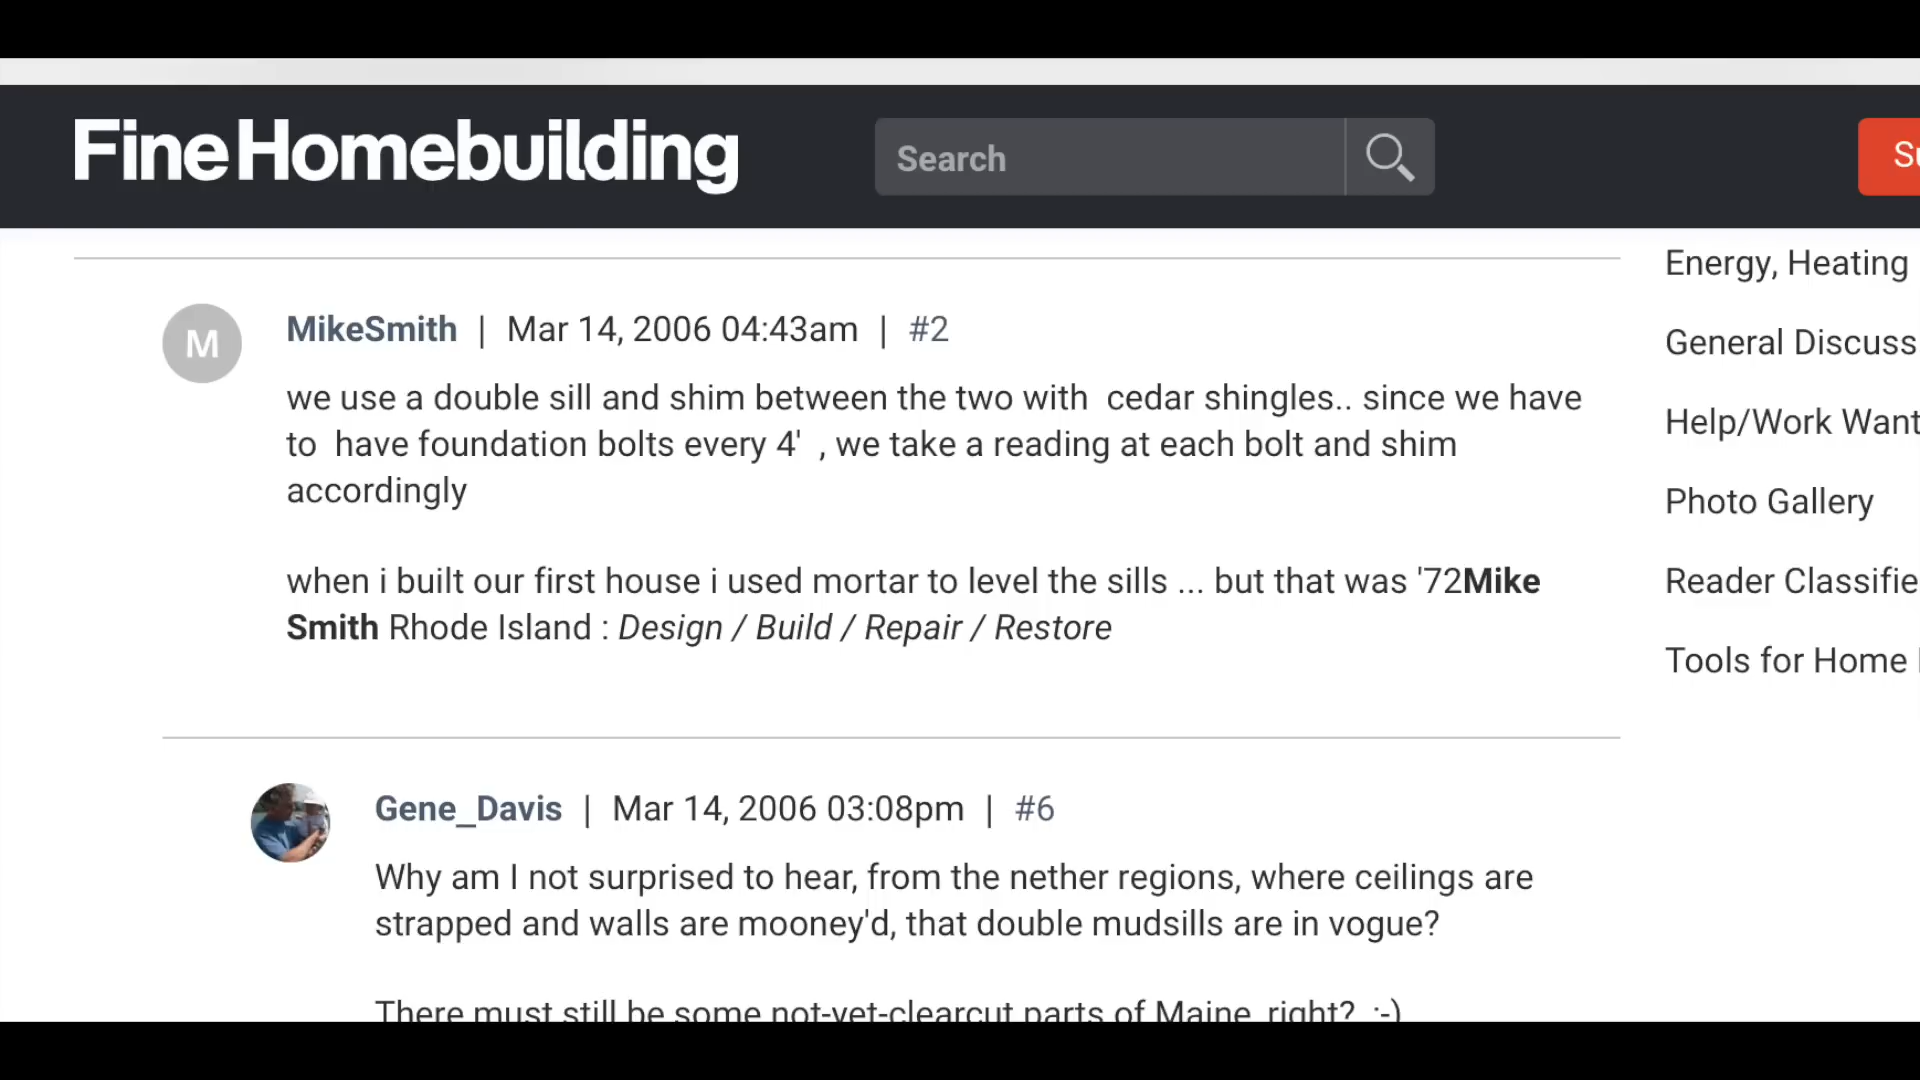 FineHomebuilding
Search
M
MikeSmith | Mar 14, 2006 04:43am | #2
we use a double sill and shim between the two with  cedar shingles.. since we have
to  have foundation bolts every 4'  , we take a reading at each bolt and shim
accordingly
when i built our first house i used mortar to level the sills ... but that was '72Mike
Smith Rhode Island : Design / Build / Repair / Restore
Gene_Davis | Mar 14, 2006 03:08pm | #6
Why am I not surprised to hear, from the nether regions, where ceilings are
strapped and walls are mooney'd, that double mudsills are in vogue?
There must still be some not-yet-clearcut parts of Maine, right?  :-)
Energy, Heating
General Discuss
Help/Work Want
Photo Gallery
Reader Classifie
Tools for Home